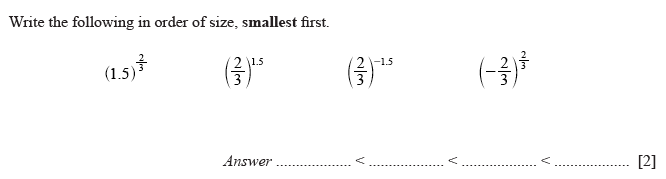 Write the following in order of size, smallest first.
(1.5)^(2/3) (2/3)^1.5 (2/3)^−1.5 (−2/3)^(2/3)
Answer .................. < .................. < .................. < .................. [2]